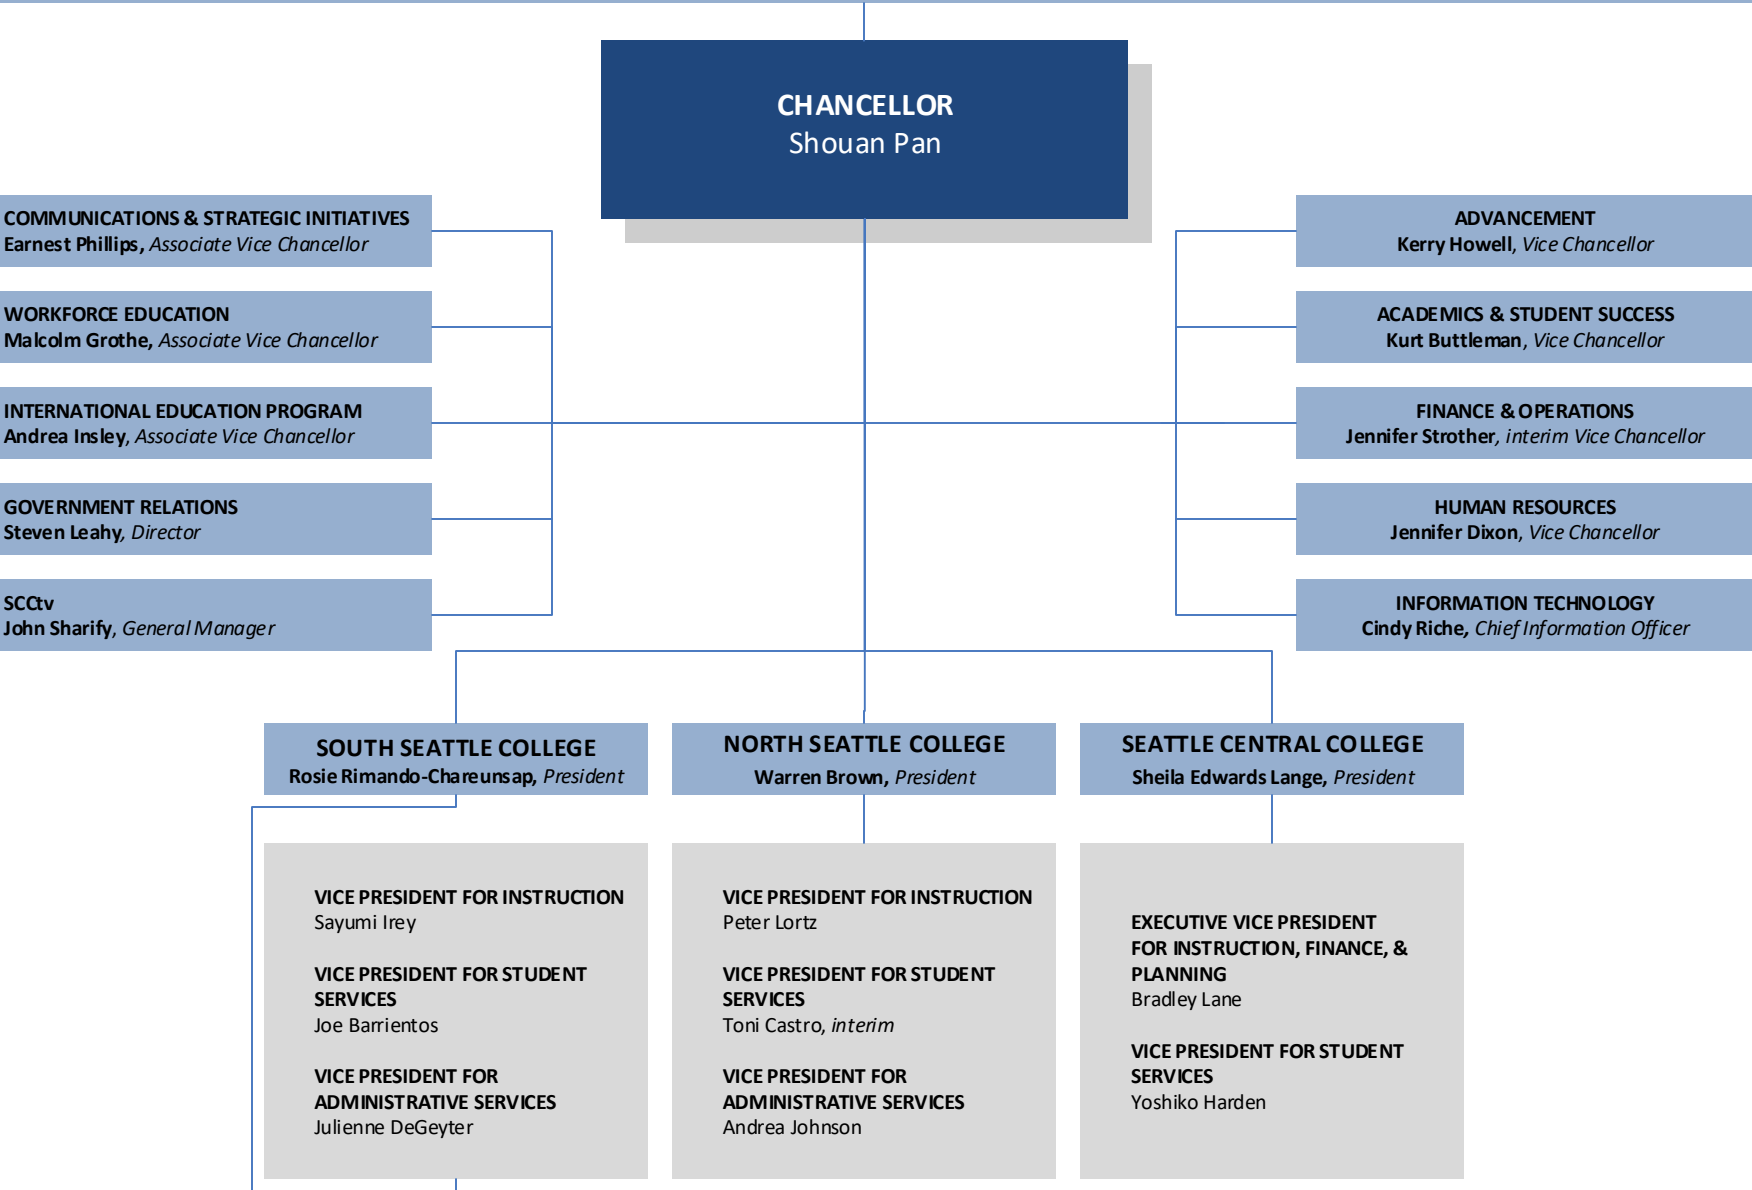 CHANCELLOR
Shouan Pan
COMMUNICATIONS & STRATEGIC INITIATIVES
Earnest Phillips, Associate Vice Chancellor
WORKFORCE EDUCATION
Malcolm Grothe, Associate Vice Chancellor
INTERNATIONAL EDUCATION PROGRAM
Andrea Insley, Associate Vice Chancellor
GOVERNMENT RELATIONS
Steven Leahy, Director
SCCtv
John Sharify, General Manager
ADVANCEMENT
Kerry Howell, Vice Chancellor
ACADEMICS & STUDENT SUCCESS
Kurt Buttleman, Vice Chancellor
FINANCE & OPERATIONS
Jennifer Strother, interim Vice Chancellor
HUMAN RESOURCES
Jennifer Dixon, Vice Chancellor
INFORMATION TECHNOLOGY
Cindy Riche, Chief Information Officer
SOUTH SEATTLE COLLEGE
Rosie Rimando-Chareunsap, President
VICE PRESIDENT FOR INSTRUCTION
Sayumi Irey
VICE PRESIDENT FOR STUDENT
SERVICES
Joe Barrientos
VICE PRESIDENT FOR
ADMINISTRATIVE SERVICES
Julienne DeGeyter
NORTH SEATTLE COLLEGE
Warren Brown, President
VICE PRESIDENT FOR INSTRUCTION
Peter Lortz
VICE PRESIDENT FOR STUDENT
SERVICES
Toni Castro, interim
VICE PRESIDENT FOR
ADMINISTRATIVE SERVICES
Andrea Johnson
SEATTLE CENTRAL COLLEGE
Sheila Edwards Lange, President
EXECUTIVE VICE PRESIDENT
FOR INSTRUCTION, FINANCE, &
PLANNING
Bradley Lane
VICE PRESIDENT FOR STUDENT
SERVICES
Yoshiko Harden